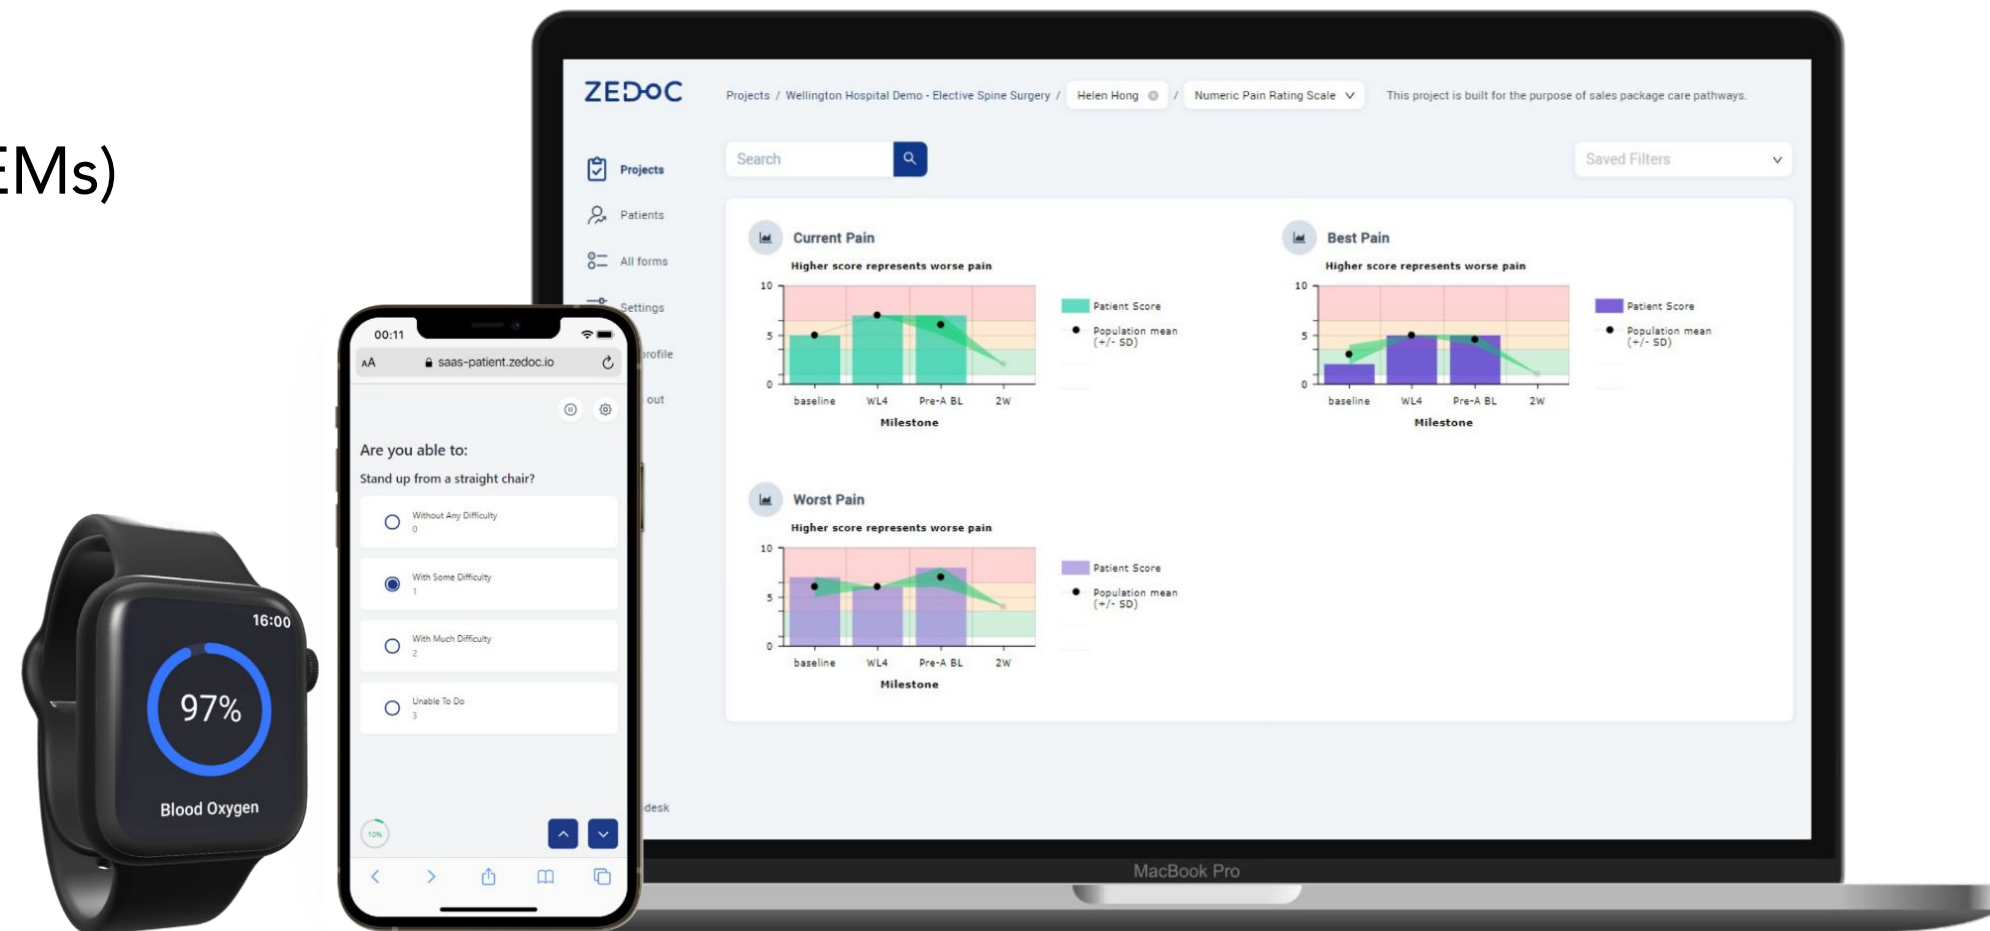 EMs)
ZEDOC
Projects / Wellington Hospital Demo - Elective Spine Surgery / Helen Hong / Numeric Pain Rating Scale
This project is built for the purpose of sales package care pathways.
Search
Saved Filters
Projects
Patients
All forms
Settings
rofile
out
desk
Current Pain
Higher score represents worse pain
10
5
0
baseline WL4 Pre-A BL 2W
Milestone
Patient Score
Population mean
(+/- SD)
Best Pain
Higher score represents worse pain
10
5
0
baseline WL4 Pre-A BL 2W
Milestone
Patient Score
Population mean
(+/- SD)
Worst Pain
Higher score represents worse pain
10
5
0
baseline WL4 Pre-A BL 2W
Milestone
Patient Score
Population mean
(+/- SD)
MacBook Pro
00:11
AA saas-patient.zedoc.io
Are you able to:
Stand up from a straight chair?
Without Any Difficulty
0
With Some Difficulty
1
With Much Difficulty
2
Unable To Do
3
10%
16:00
97%
Blood Oxygen